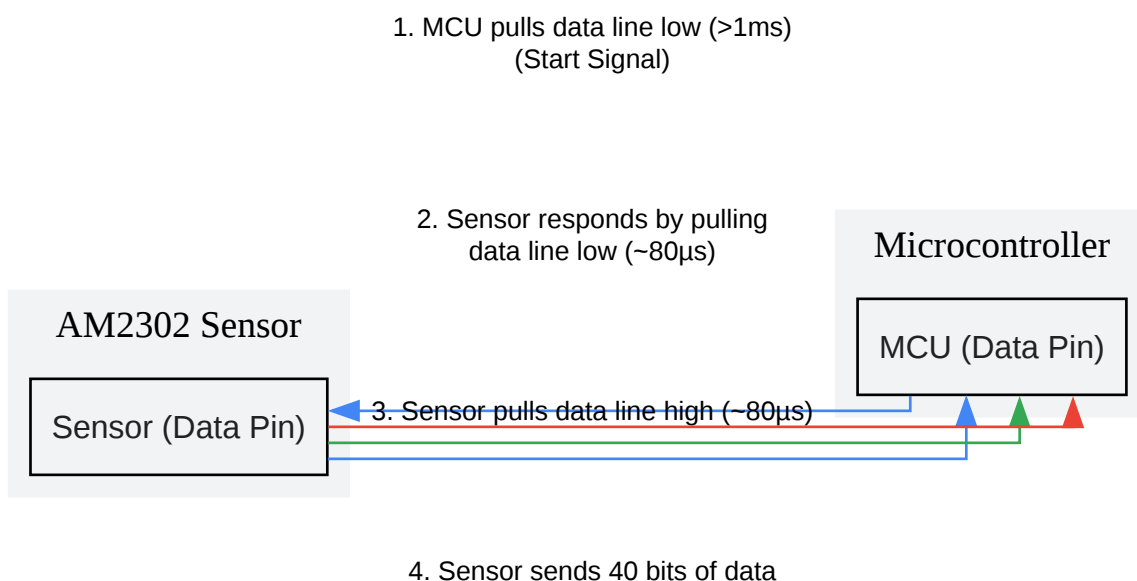 1. MCU pulls data line low (>1ms)
(Start Signal)
2. Sensor responds by pulling
data line low (~80µs)
Microcontroller
MCU (Data Pin)
AM2302 Sensor
Sensor (Data Pin)
3. Sensor pulls data line high (~80µs)
4. Sensor sends 40 bits of data